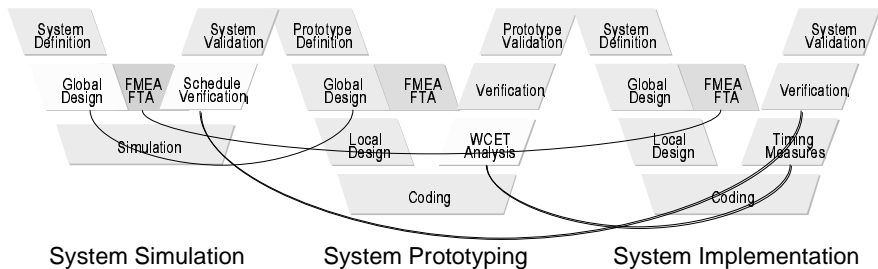 System
Definition
System
Validation
Global
Design
FMEA
FTA
Schedule
Verification
Simulation
System Simulation
Prototype
Definition
Prototype
Validation
Global
Design
FMEA
FTA
Verification
Local
Design
WCET
Analysis
Coding
System Prototyping
System
Definition
System
Validation
Global
Design
FMEA
FTA
Verification
Local
Design
Timing
Measures
Coding
System Implementation